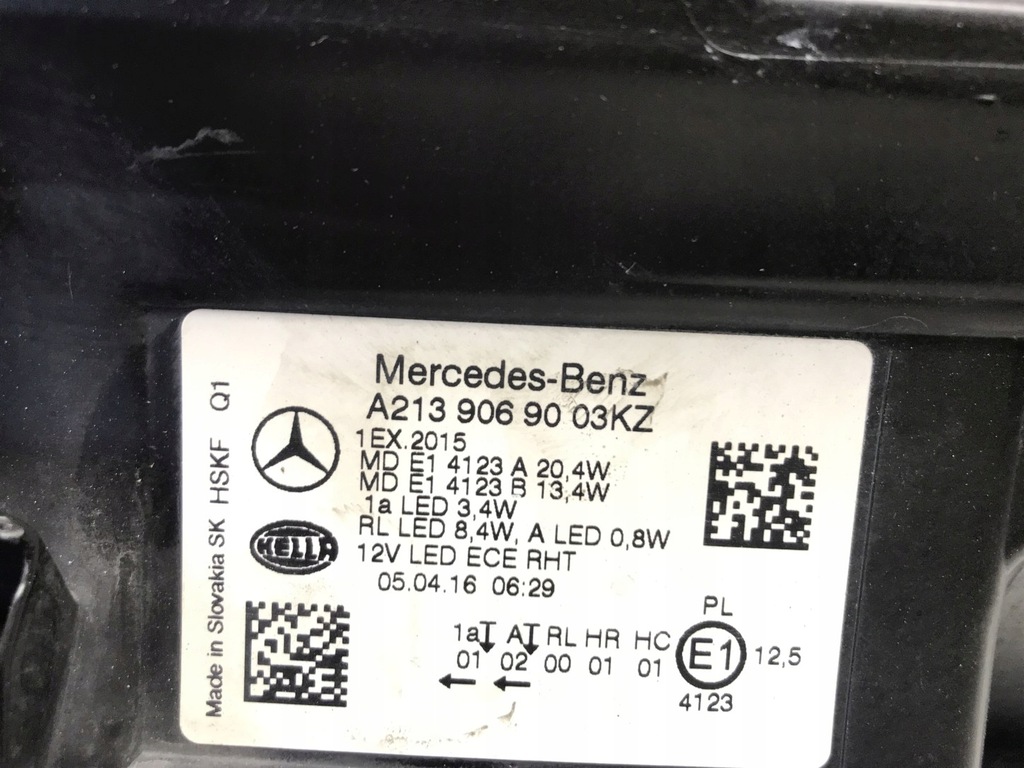 Mercedes-Benz
A213 906 90 03KZ
1EX.2015
MD E1 4123 A 20,4W
MD E1 4123 B 13,4W
1a LED 3,4W
RL LED 8,4W, A LED 0,8W
12V LED ECE RHT
05.04.16 06:29
HELLA
Made in Slovakia SK HSKF Q1
PL
1a A RL HR HC E1 12,5
01 02 00 01 01
4123